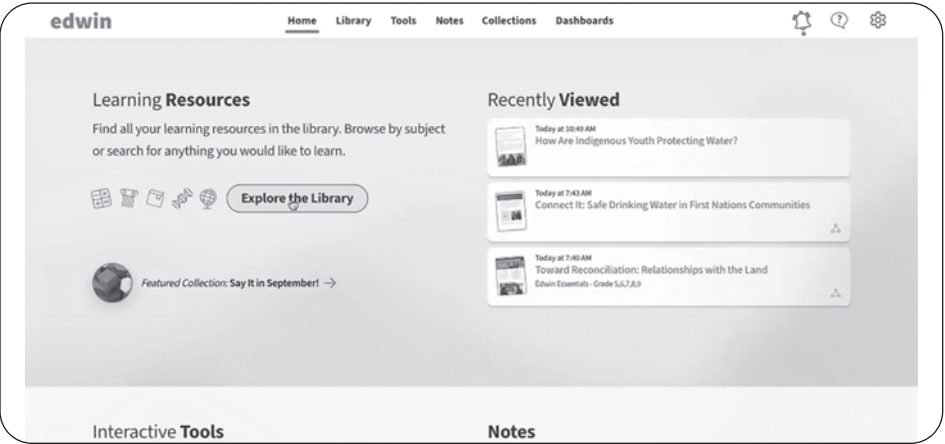 edwin
Home Library Tools Notes Collections Dashboards
Learning Resources
Find all your learning resources in the library. Browse by subject
or search for anything you would like to learn.
Explore the Library
Featured Collection: Say It in September!
Recently Viewed
Today at 10:49 AM
How Are Indigenous Youth Protecting Water?
Today at 7:43 AM
Connect It: Safe Drinking Water in First Nations Communities
Today at 7:40 AM
Toward Reconciliation: Relationships with the Land
Edwin Essentials - Grade 5,6,7,8,9
Interactive Tools
Notes